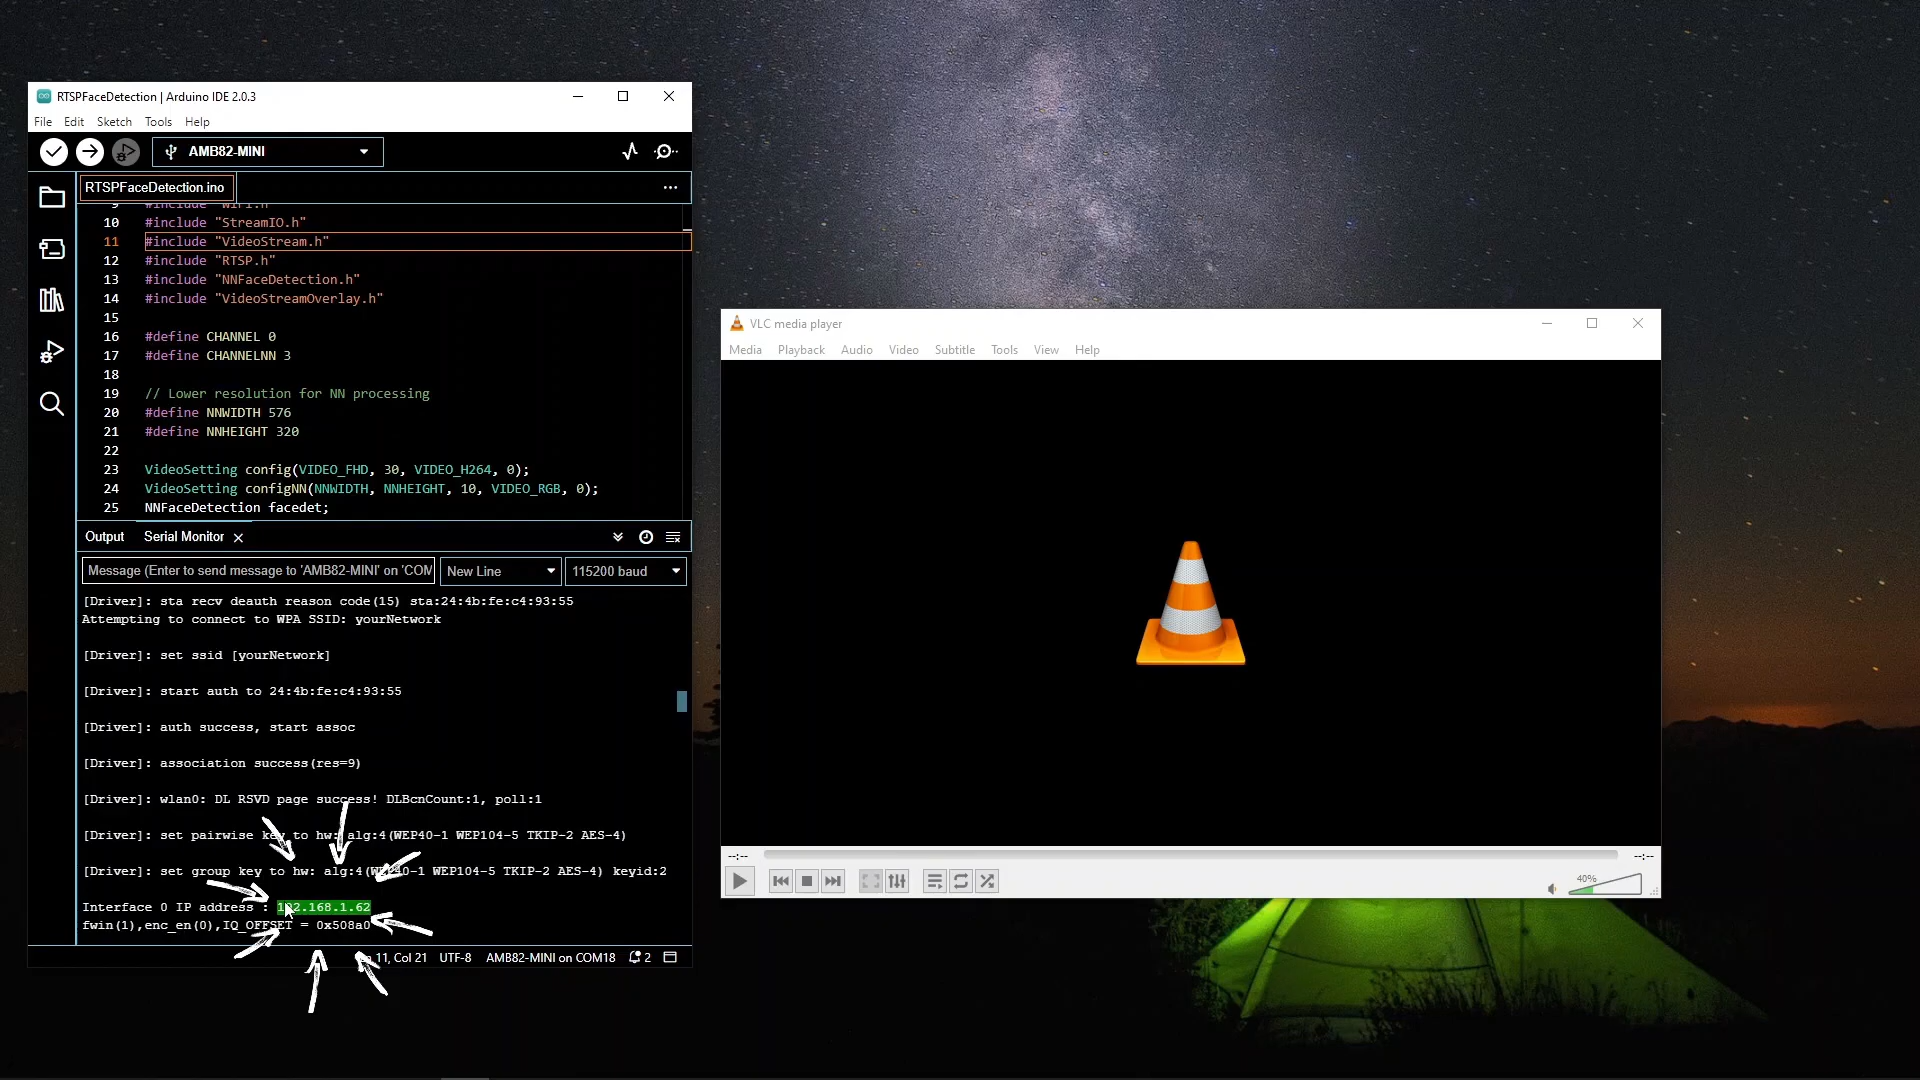 RTSPFaceDetection | Arduino IDE 2.0.3
File Edit Sketch Tools Help
AMB82-MINI
RTSPFaceDetection.ino
9 #include "WiFi.h"
10 #include "StreamIO.h"
11 #include "VideoStream.h"
12 #include "RTSP.h"
13 #include "NNFaceDetection.h"
14 #include "VideoStreamOverlay.h"
15
16 #define CHANNEL 0
17 #define CHANNELNN 3
18
19 // Lower resolution for NN processing
20 #define NNWIDTH 576
21 #define NNHEIGHT 320
22
23 VideoSetting config(VIDEO_FHD, 30, VIDEO_H264, 0);
24 VideoSetting configNN(NNWIDTH, NNHEIGHT, 10, VIDEO_RGB, 0);
25 NNFaceDetection facedet;
Output Serial Monitor
Message (Enter to send message to 'AMB82-MINI' on 'COM
New Line
115200 baud
[Driver]: sta recv deauth reason code(15) sta:24:4b:fe:c4:93:55
Attempting to connect to WPA SSID: yourNetwork
[Driver]: set ssid [yourNetwork]
[Driver]: start auth to 24:4b:fe:c4:93:55
[Driver]: auth success, start assoc
[Driver]: association success(res=9)
[Driver]: wlan0: DL RSVD page success! DLBcnCount:1, poll:1
[Driver]: set pairwise key to hw: alg:4(WEP40-1 WEP104-5 TKIP-2 AES-4)
[Driver]: set group key to hw: alg:4(WEP40-1 WEP104-5 TKIP-2 AES-4) keyid:2
Interface 0 IP address : 192.168.1.62
fwin(1),enc_en(0),IQ_OFFSET = 0x508a0
11, Col 21 UTF-8 AMB82-MINI on COM18 2
VLC media player
Media Playback Audio Video Subtitle Tools View Help
--:-- --:--
40%